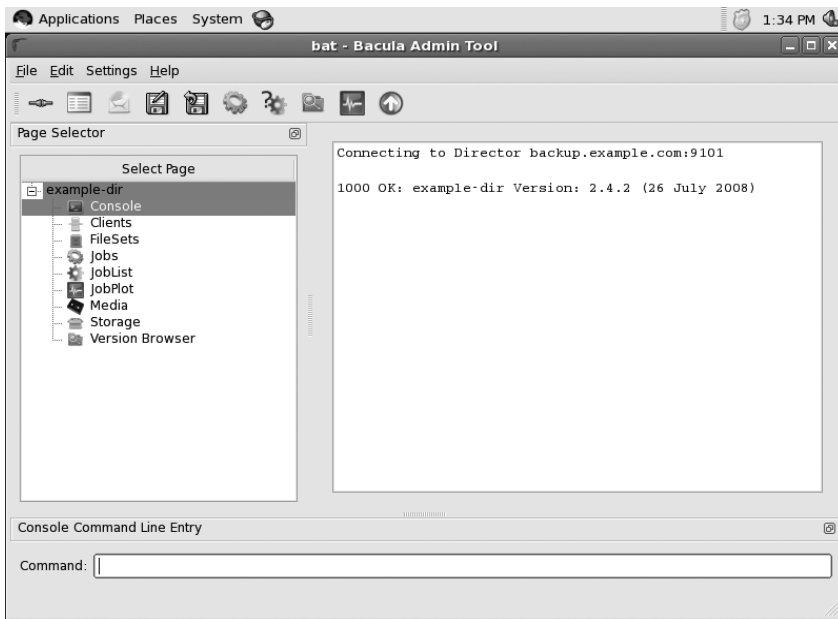 Applications Places System 1:34 PM
bat - Bacula Admin Tool
File Edit Settings Help
Page Selector
Select Page
example-dir
Console
Clients
FileSets
Jobs
JobList
JobPlot
Media
Storage
Version Browser
Connecting to Director backup.example.com:9101
1000 OK: example-dir Version: 2.4.2 (26 July 2008)
Console Command Line Entry
Command: